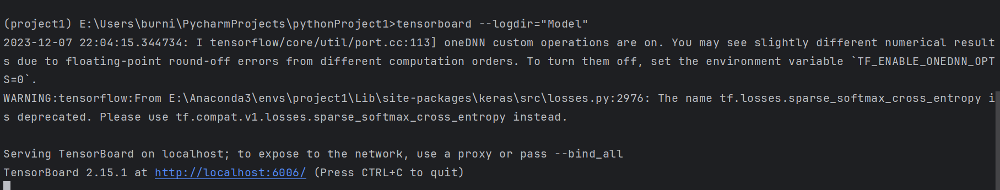 (project1) E:\Users\burni\PycharmProjects\pythonProject1>tensorboard --logdir="Model"
2023-12-07 22:04:15.344734: I tensorflow/core/util/port.cc:113] oneDNN custom operations are on. You may see slightly different numerical result
s due to floating-point round-off errors from different computation orders. To turn them off, set the environment variable `TF_ENABLE_ONEDNN_OPT
S=0`.
WARNING:tensorflow:From E:\Anaconda3\envs\project1\Lib\site-packages\keras\src\losses.py:2976: The name tf.losses.sparse_softmax_cross_entropy i
s deprecated. Please use tf.compat.v1.losses.sparse_softmax_cross_entropy instead.
Serving TensorBoard on localhost; to expose to the network, use a proxy or pass --bind_all
TensorBoard 2.15.1 at http://localhost:6006/ (Press CTRL+C to quit)